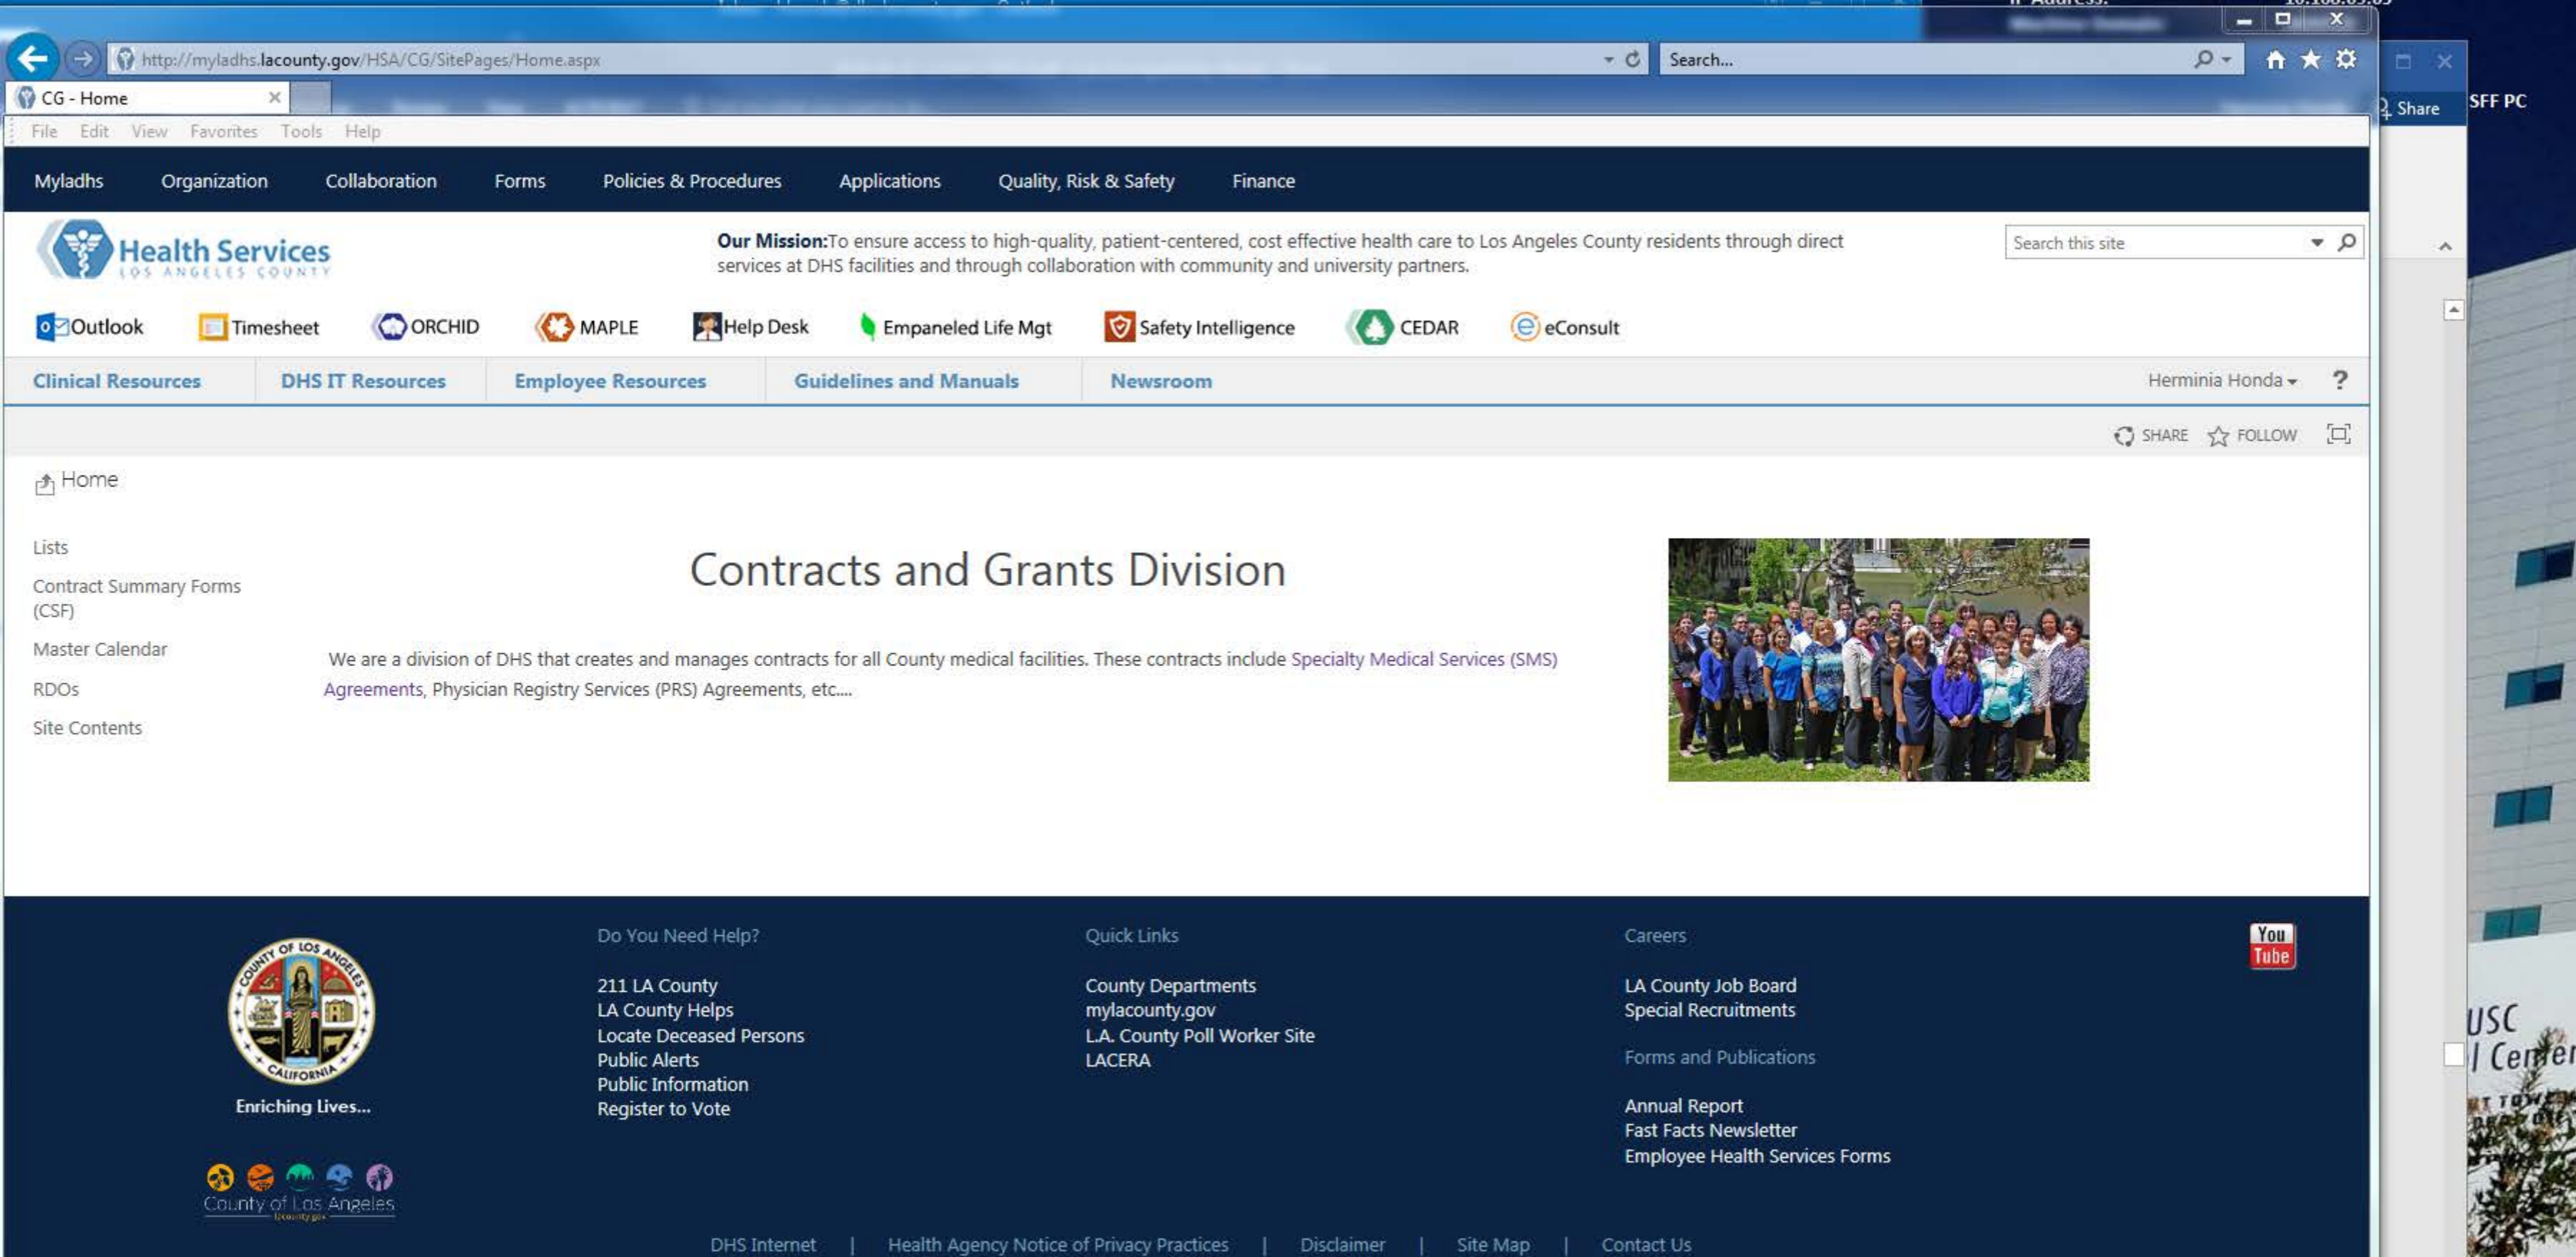 IP Address:
http://myladhs.lacounty.gov/HSA/CG/SitePages/Home.aspx
Search...
CG - Home
Share
SFF PC
File Edit View Favorites Tools Help
Myladhs Organization Collaboration Forms Policies & Procedures Applications Quality, Risk & Safety Finance
Health Services
LOS ANGELES COUNTY
Our Mission:To ensure access to high-quality, patient-centered, cost effective health care to Los Angeles County residents through direct
services at DHS facilities and through collaboration with community and university partners.
Search this site
Outlook Timesheet ORCHID MAPLE Help Desk Empaneled Life Mgt Safety Intelligence CEDAR eConsult
Clinical Resources DHS IT Resources Employee Resources Guidelines and Manuals Newsroom
Herminia Honda ?
SHARE FOLLOW
Home
Lists
Contract Summary Forms
(CSF)
Master Calendar
RDOs
Site Contents
Contracts and Grants Division
We are a division of DHS that creates and manages contracts for all County medical facilities. These contracts include Specialty Medical Services (SMS)
Agreements, Physician Registry Services (PRS) Agreements, etc....
COUNTY OF LOS ANGELES
CALIFORNIA
Enriching Lives...
County of Los Angeles
lacounty.gov
Do You Need Help?
211 LA County
LA County Helps
Locate Deceased Persons
Public Alerts
Public Information
Register to Vote
Quick Links
County Departments
mylacounty.gov
L.A. County Poll Worker Site
LACERA
Careers
LA County Job Board
Special Recruitments
Forms and Publications
Annual Report
Fast Facts Newsletter
Employee Health Services Forms
You
Tube
USC
l Center
DHS Internet | Health Agency Notice of Privacy Practices | Disclaimer | Site Map | Contact Us